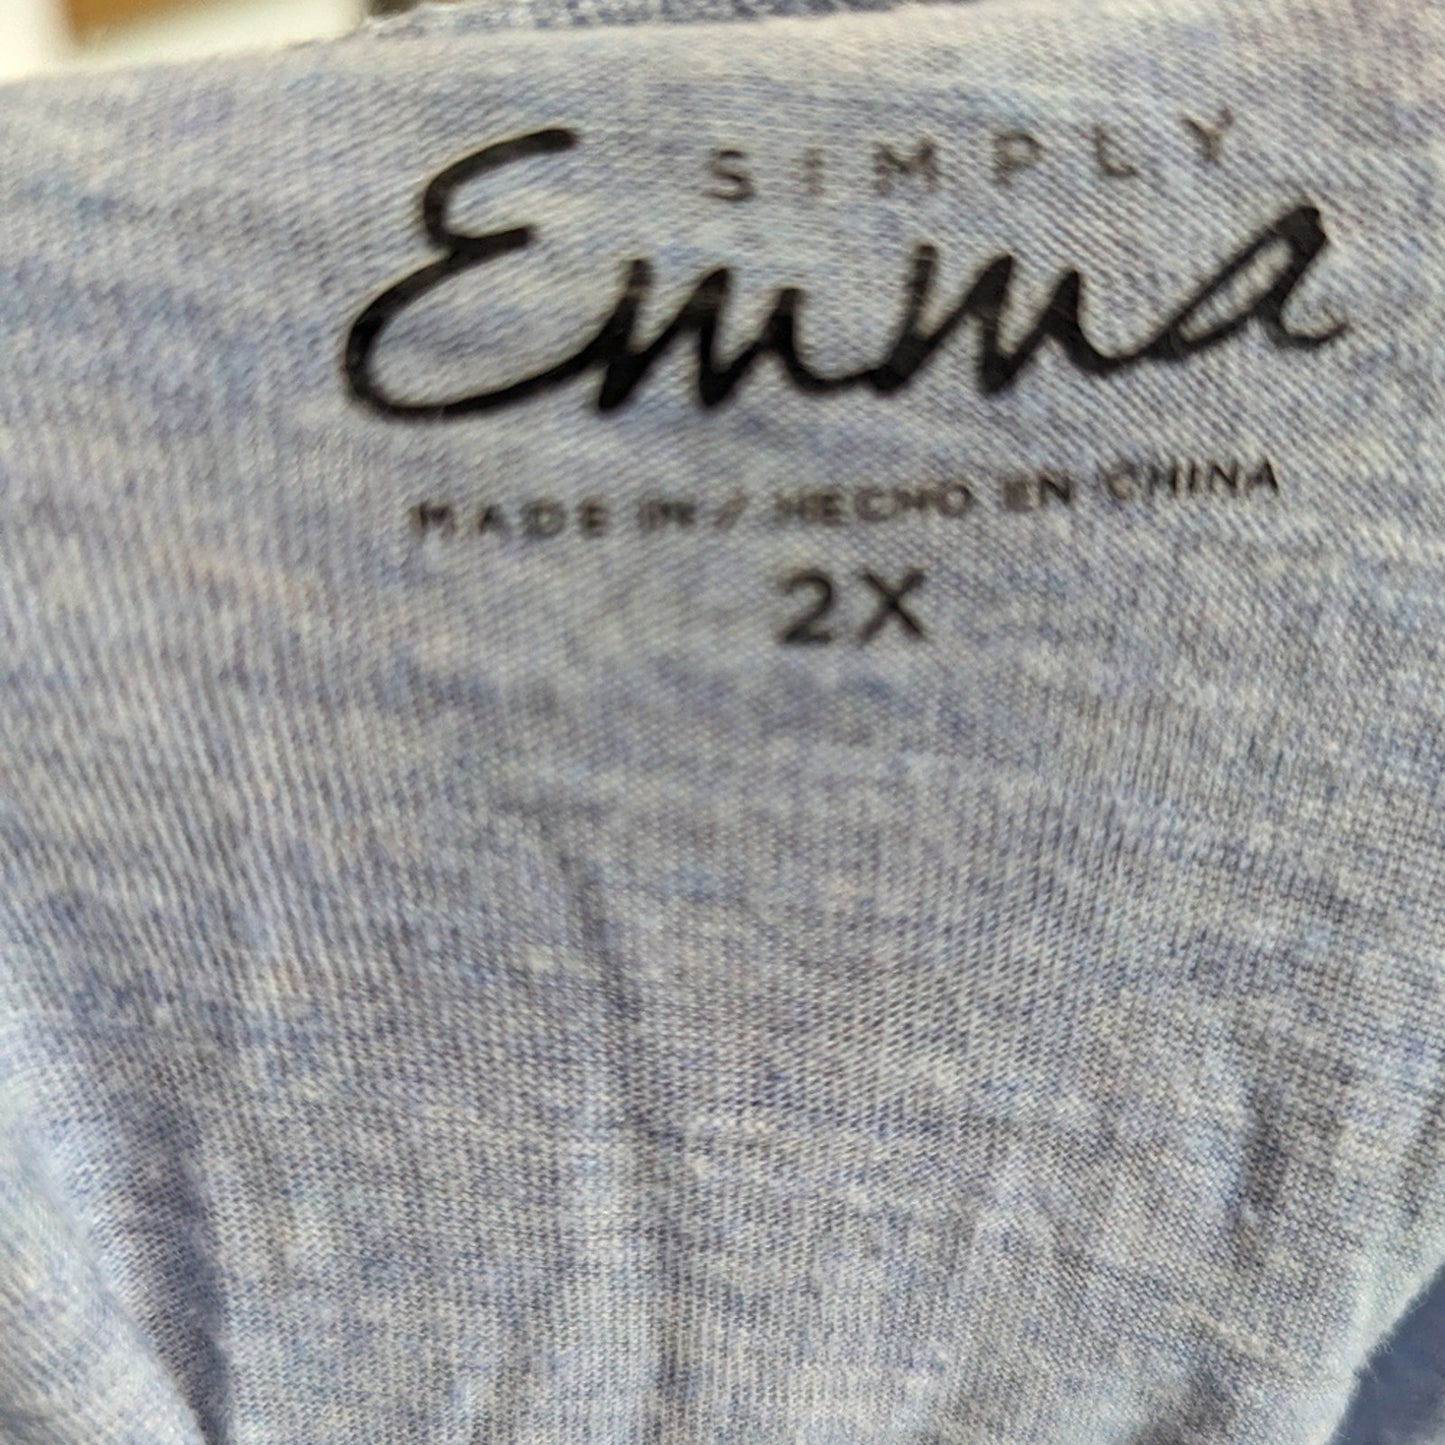 SIMPLY
Emma
MADE IN / HECHO EN CHINA
2X